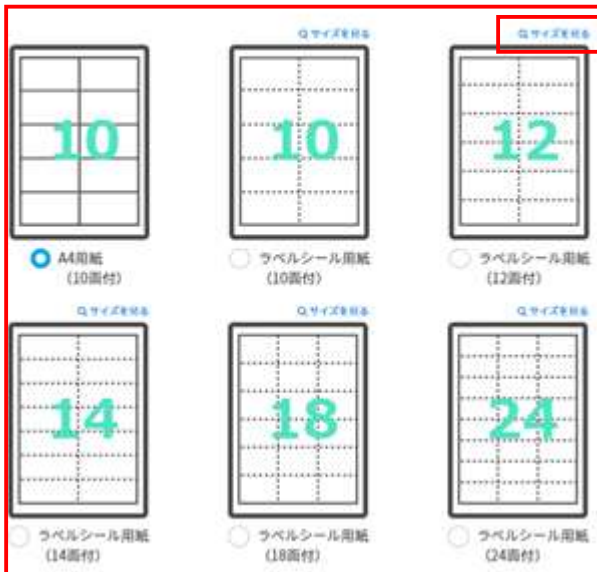 サイズを見る
サイズを見る
10
10
12
A4用紙
(10面付)
ラベルシール用紙
(10面付)
ラベルシール用紙
(12面付)
サイズを見る
サイズを見る
サイズを見る
14
18
24
ラベルシール用紙
(14面付)
ラベルシール用紙
(18面付)
ラベルシール用紙
(24面付)